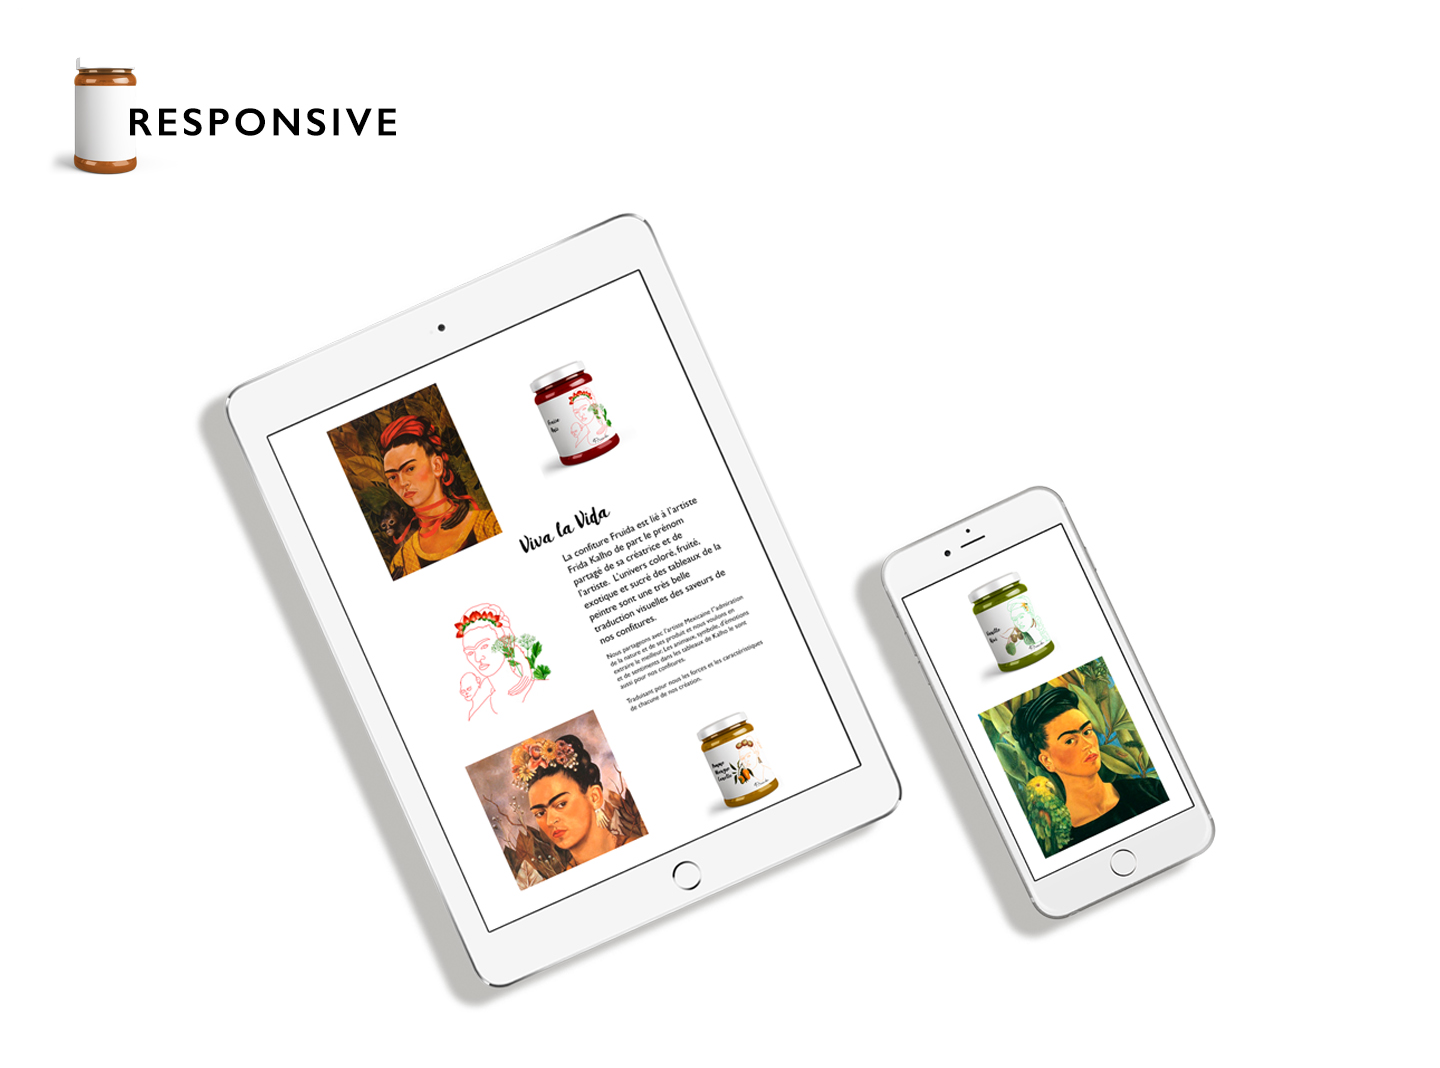 RESPONSIVE
Fraise
Noix
Fruida
Viva la Vida
La confiture Fruida est lié à l'artiste
Frida Kalho de part le prénom
partagé de sa créatrice et de
l'artiste. L'univers coloré, fruité,
exotique et sucré des tableaux de la
peintre sont une très belle
traduction visuelles des saveurs de
nos confitures.
Nous partageons avec l'artiste Mexicaine l'admiration
de la nature et de ses produit et nous voulons en
extraire le meilleur. Les animaux, symbole, d'émotions
et de sentiments dans les tableaux de Kalho le sont
aussi pour nos confitures.
Traduisant pour nous les forces et les caractéristiques
de chacune de nos création.